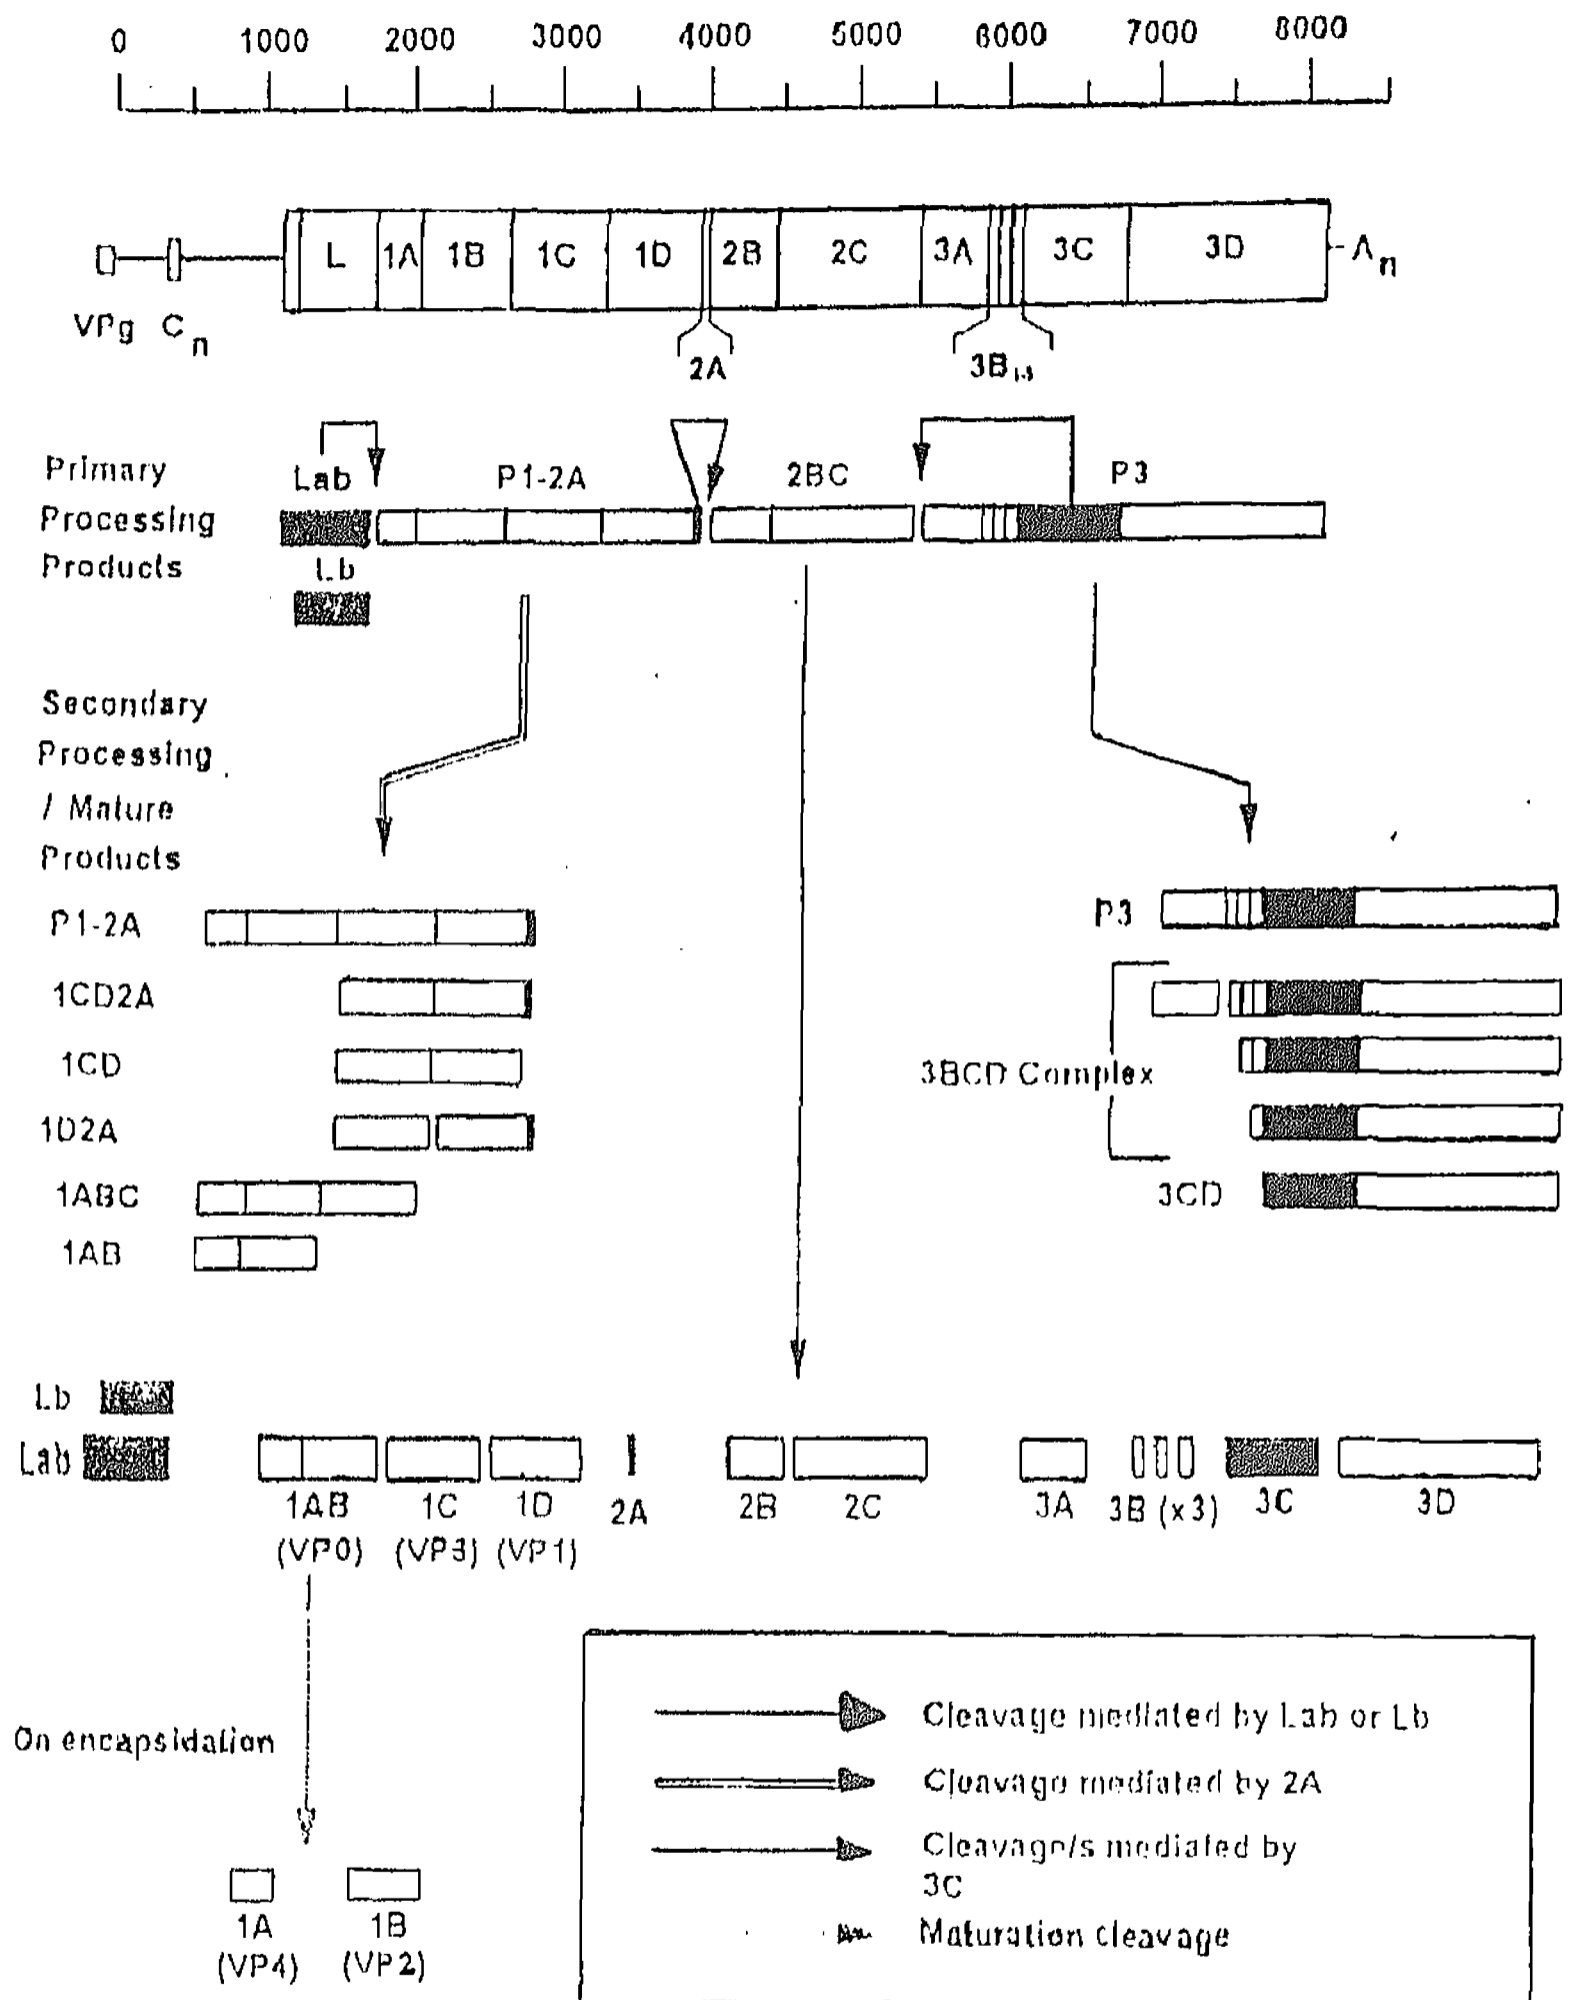 0 1000 2000 3000 4000 5000 6000 7000 8000
L 1A 1B 1C 1D 2B 2C 3A 3C 3D -An
VPg Cn
2A 3B
Primary
Processing
Products
Lab P1-2A 2BC P3
Lb
Secondary
Processing
/ Mature
Products
P1-2A
1CD2A
1CD
1D2A
1ABC
1AB
P3
3BCD Complex
3CD
Lb
Lab
1AB 1C 1D 2A 2B 2C 3A 3B (x3) 3C 3D
(VP0) (VP3) (VP1)
On encapsidation
1A 1B
(VP4) (VP2)
Cleavage mediated by Lab or Lb
Cleavage mediated by 2A
Cleavage/s mediated by
3C
Maturation cleavage